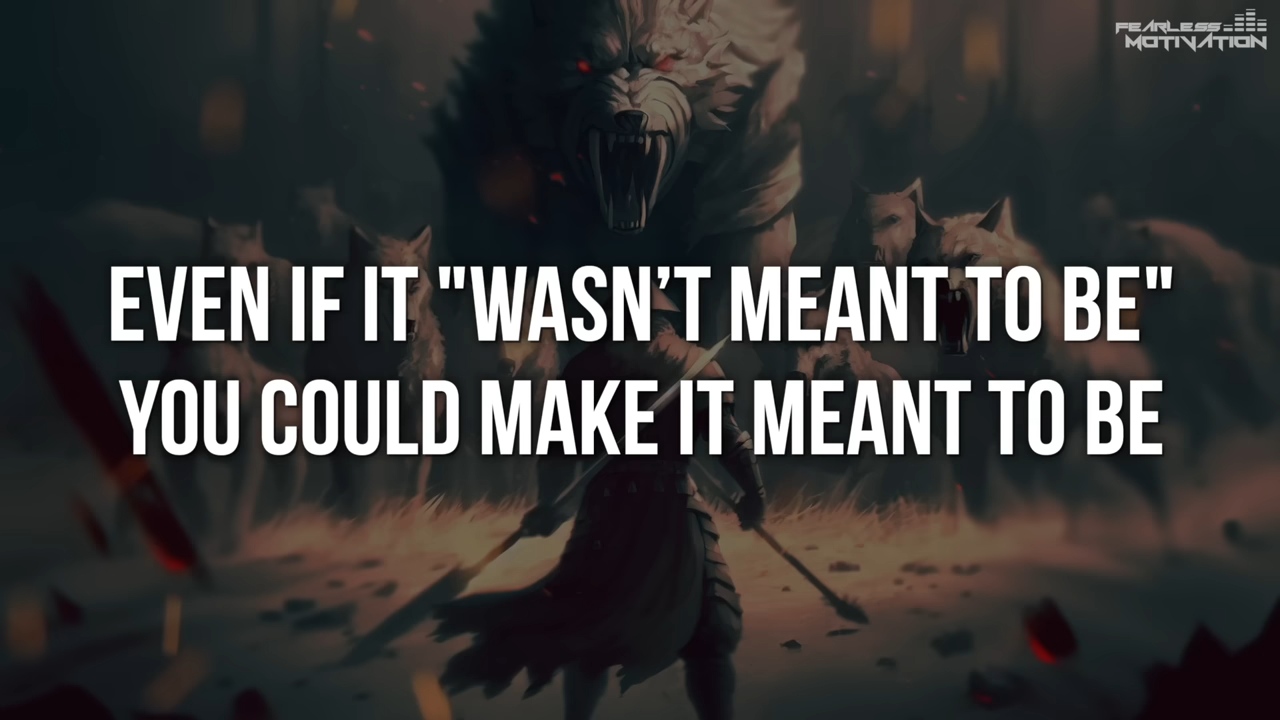 FEARLESS
MOTIVATION
EVEN IF IT "WASN’T MEANT TO BE"
YOU COULD MAKE IT MEANT TO BE